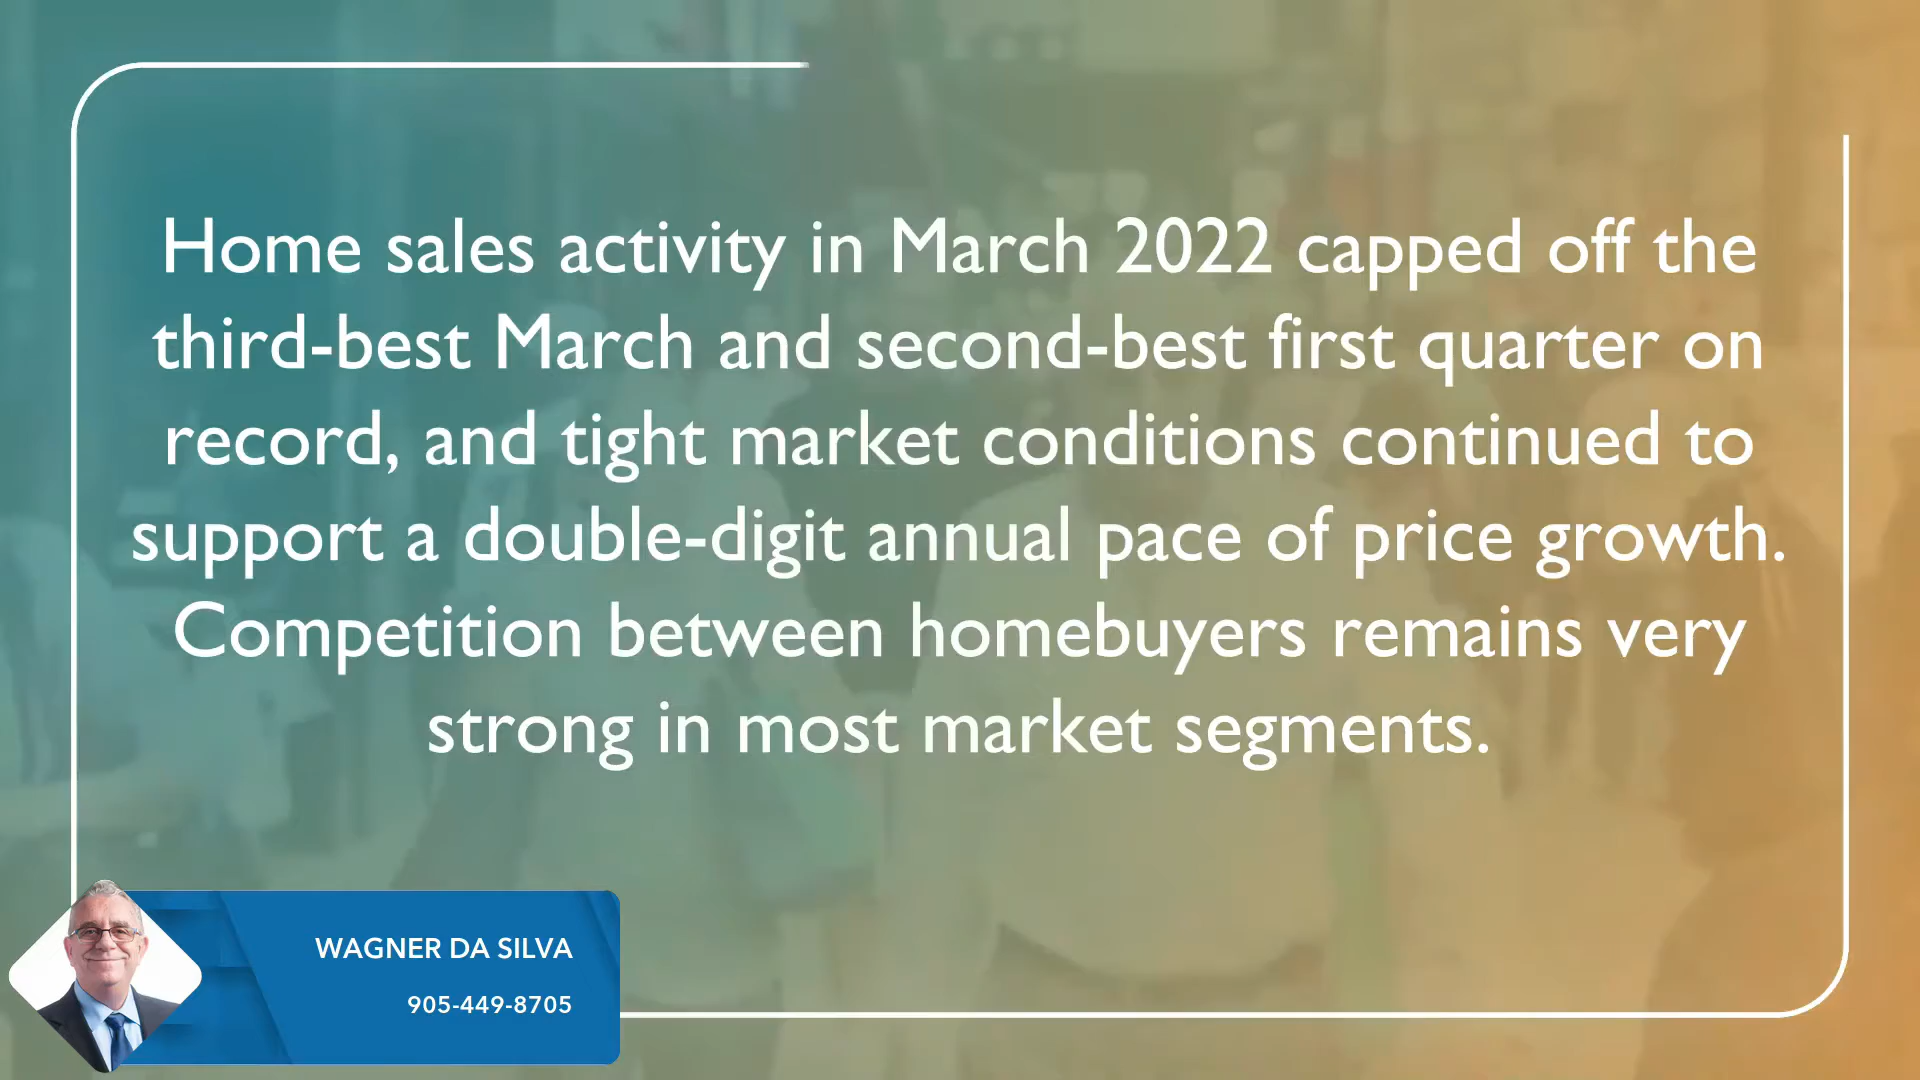 Home sales activity in March 2022 capped off the
third-best March and second-best first quarter on
record, and tight market conditions continued to
support a double-digit annual pace of price growth.
Competition between homebuyers remains very
strong in most market segments.
WAGNER DA SILVA
905-449-8705